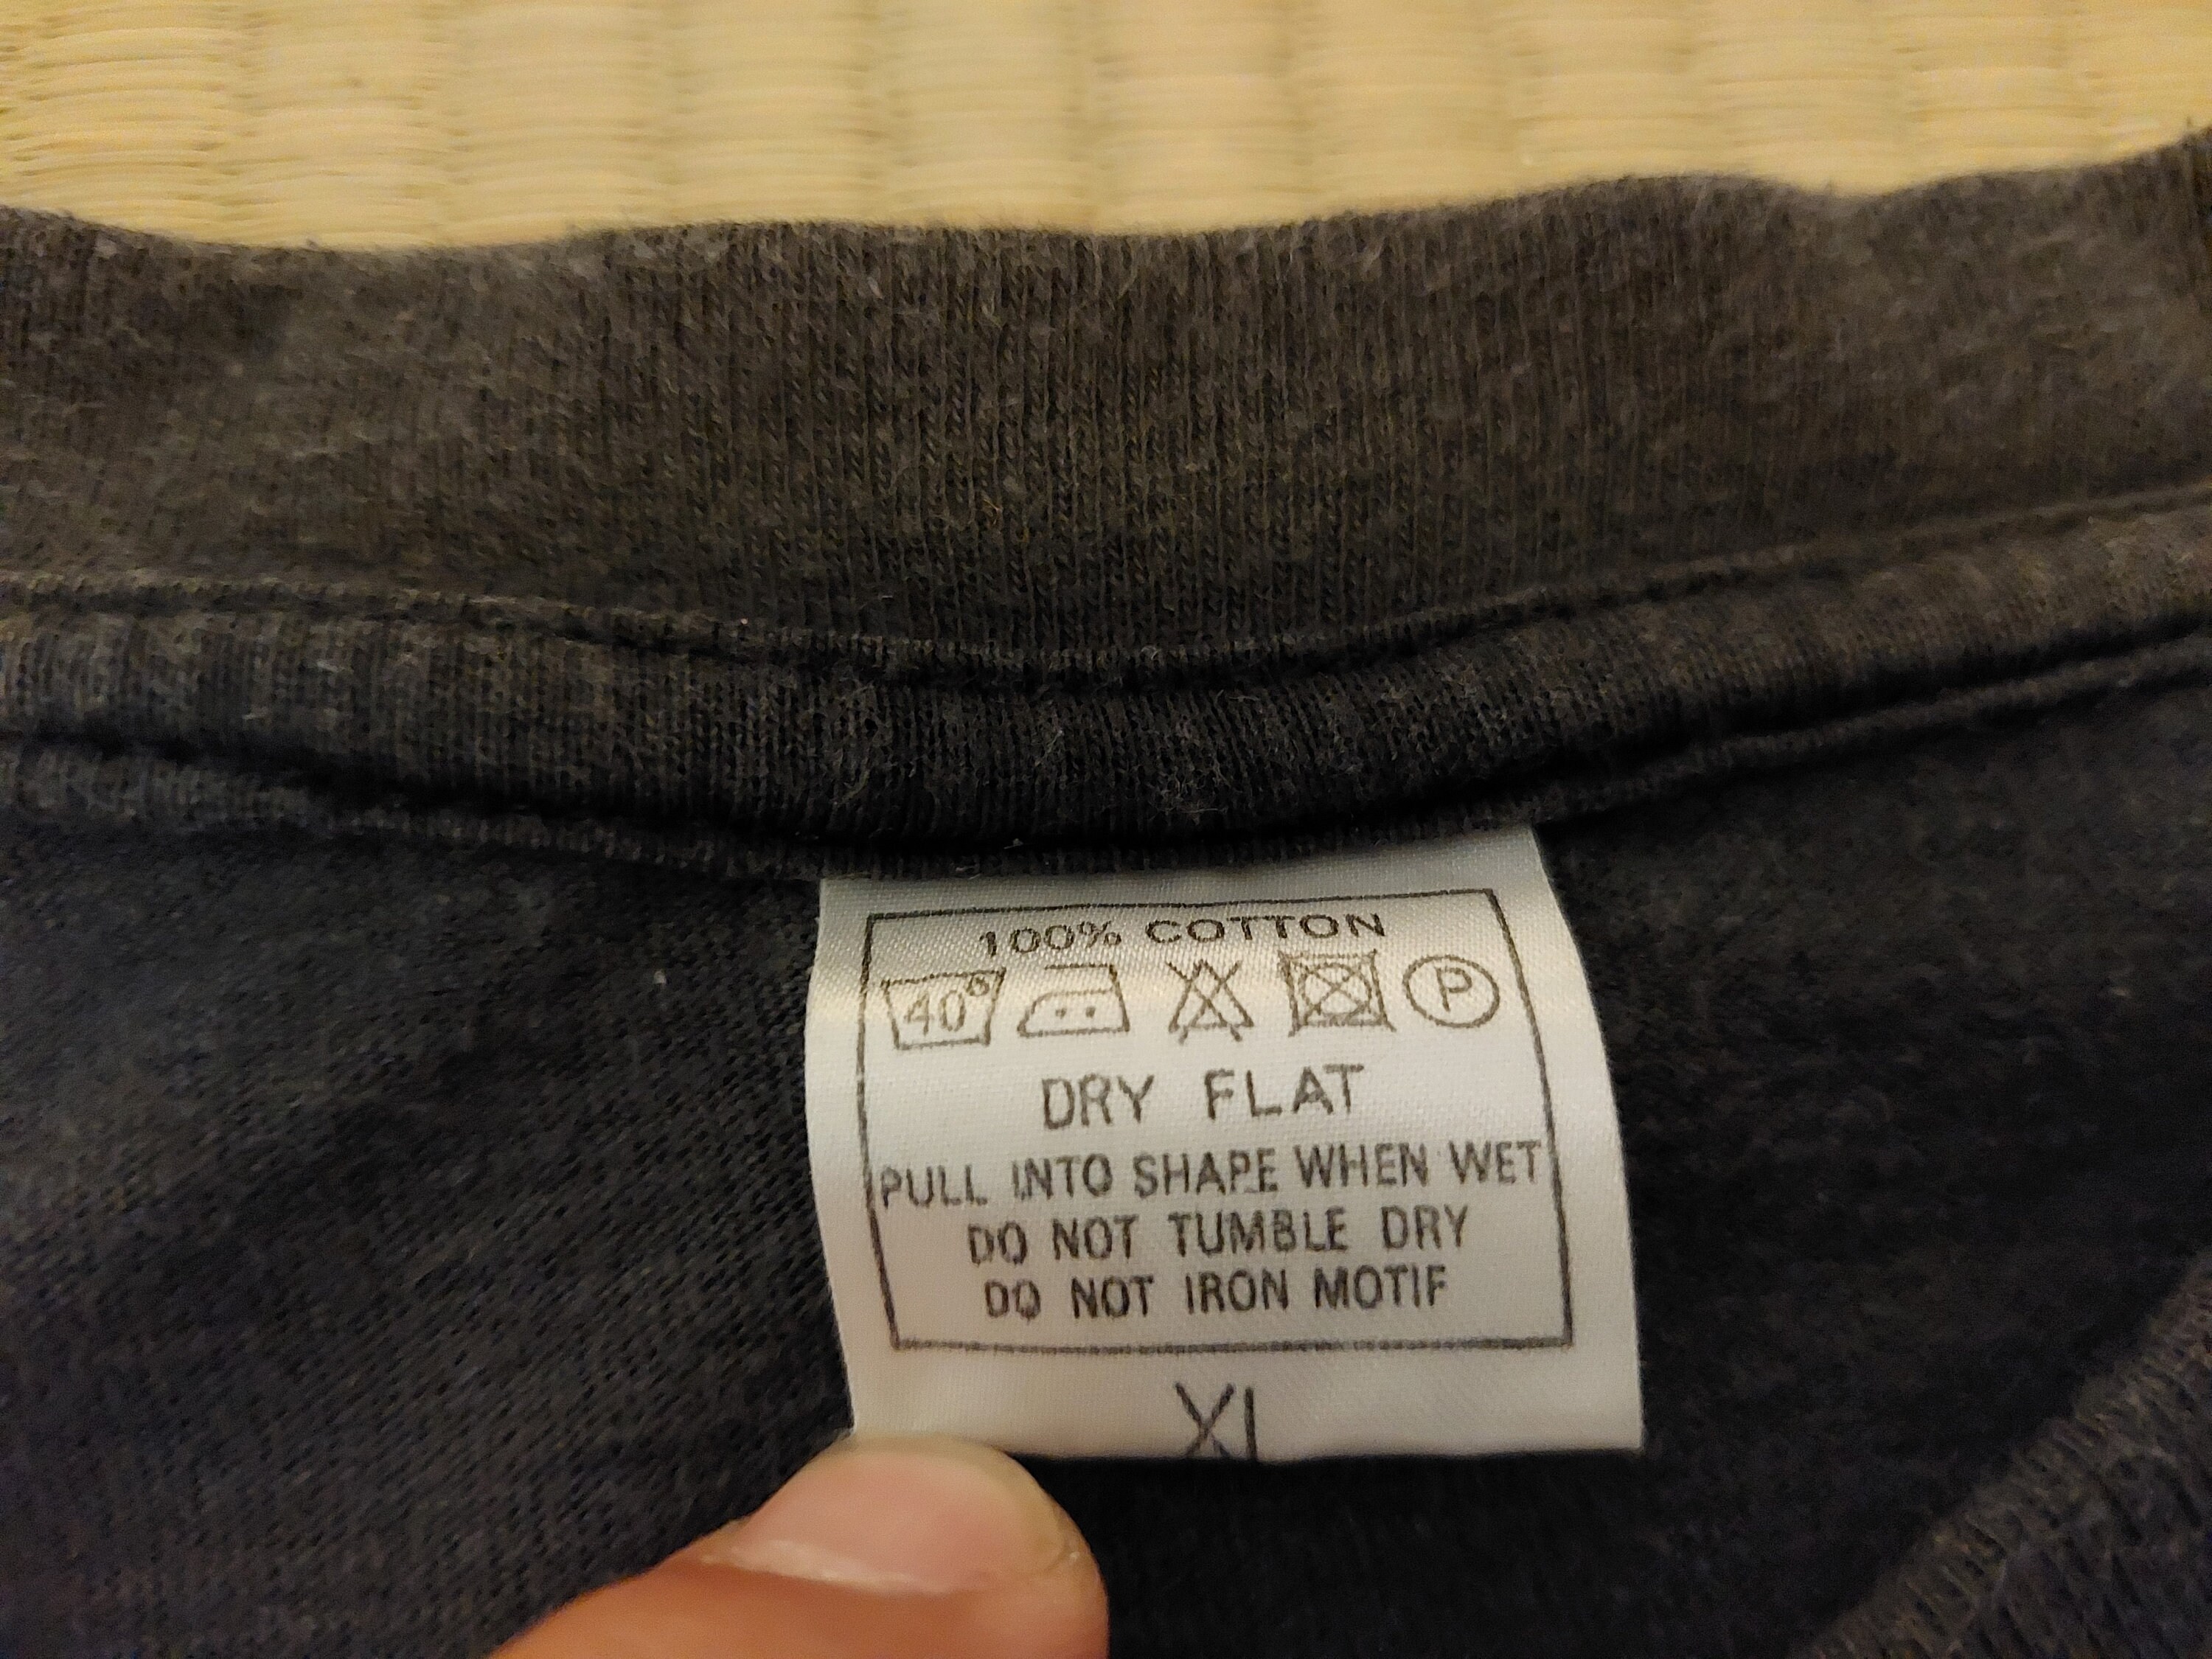 100% COTTON
40° P
DRY FLAT
PULL INTO SHAPE WHEN WET
DO NOT TUMBLE DRY
DO NOT IRON MOTIF
XL